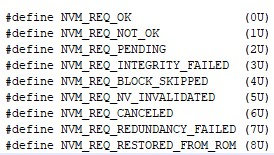 #define NVM_REQ_OK (0U)
#define NVM_REQ_NOT_OK (1U)
#define NVM_REQ_PENDING (2U)
#define NVM_REQ_INTEGRITY_FAILED (3U)
#define NVM_REQ_BLOCK_SKIPPED (4U)
#define NVM_REQ_NV_INVALIDATED (5U)
#define NVM_REQ_CANCELED (6U)
#define NVM_REQ_REDUNDANCY_FAILED (7U)
#define NVM_REQ_RESTORED_FROM_ROM (8U)